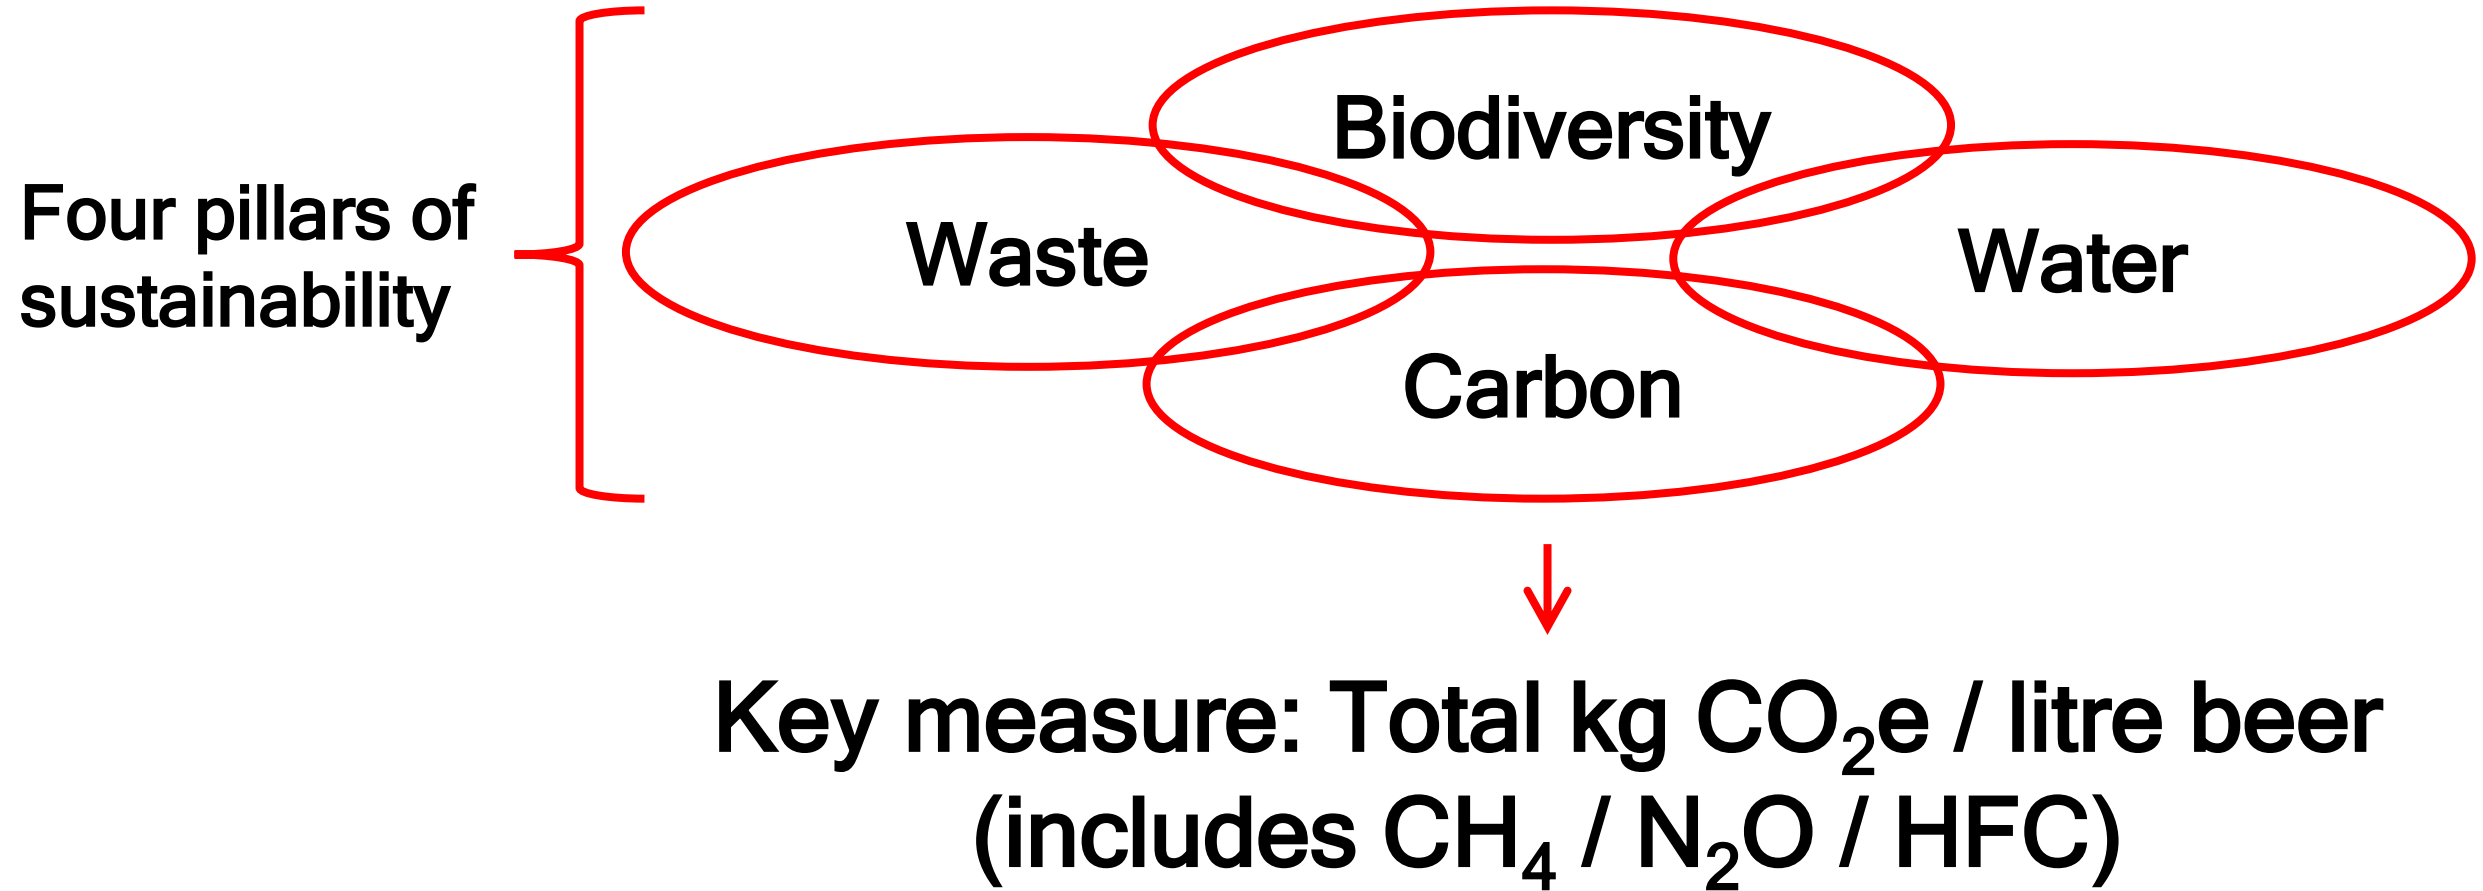 Four pillars of
sustainability
Biodiversity
Waste
Water
Carbon
Key measure: Total kg CO₂e / litre beer
(includes CH₄ / N₂O / HFC)